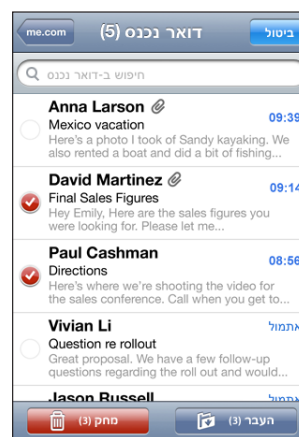 me.com
דואר נכנס (5)
ביטול
חיפוש ב-דואר נכנס
Anna Larson
09:39
Mexico vacation
Here's a photo I took of Sandy kayaking. We
also rented a boat and did a bit of fishing...
David Martinez
09:14
Final Sales Figures
Hey Emily, Here are the sales figures you
were looking for. Please let me...
Paul Cashman
08:56
Directions
Here's where we're shooting the video for
the sales conference. Call when you get to...
Vivian Li
אתמול
Question re rollout
Great proposal. We have a few follow-up
questions regarding the roll out and would...
Jason Russell
אתמול
מחק (3)
העבר (3)